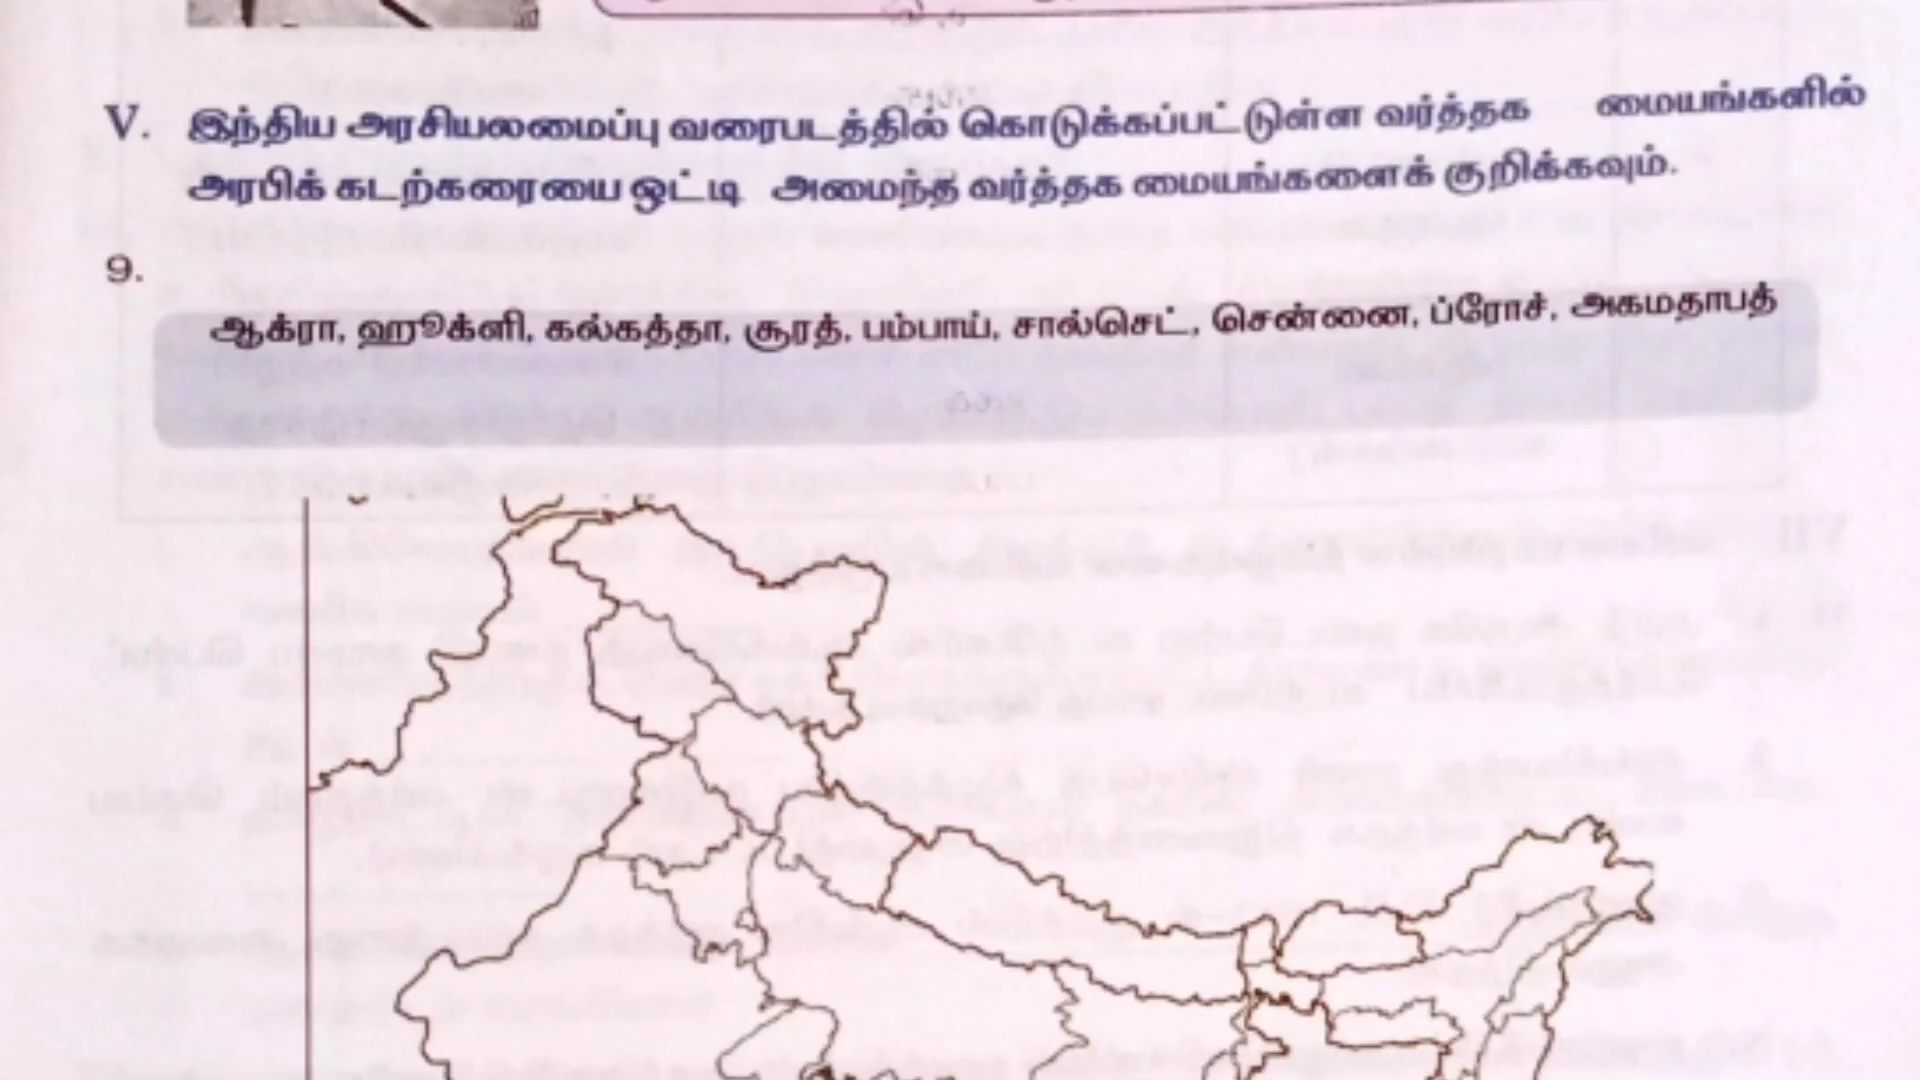 V. இந்திய அரசியலமைப்பு வரைபடத்தில் கொடுக்கப்பட்டுள்ள வர்த்தக மையங்களில்
அரபிக் கடற்கரையை ஒட்டி அமைந்த வர்த்தக மையங்களைக் குறிக்கவும்.
9.
ஆக்ரா, ஹூக்ளி, கல்கத்தா, சூரத், பம்பாய், சால்செட், சென்னை, ப்ரோச், அகமதாபத்